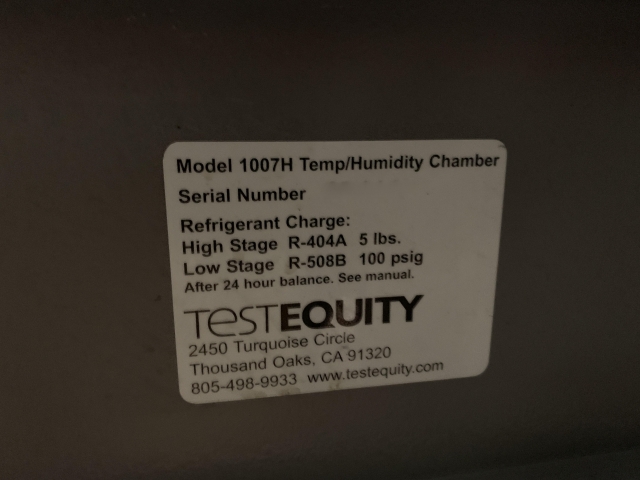 Model 1007H Temp/Humidity Chamber
Serial Number
Refrigerant Charge:
High Stage R-404A 5 lbs.
Low Stage R-508B 100 psig
After 24 hour balance. See manual.
TestEQUITY
2450 Turquoise Circle
Thousand Oaks, CA 91320
805-498-9933 www.testequity.com